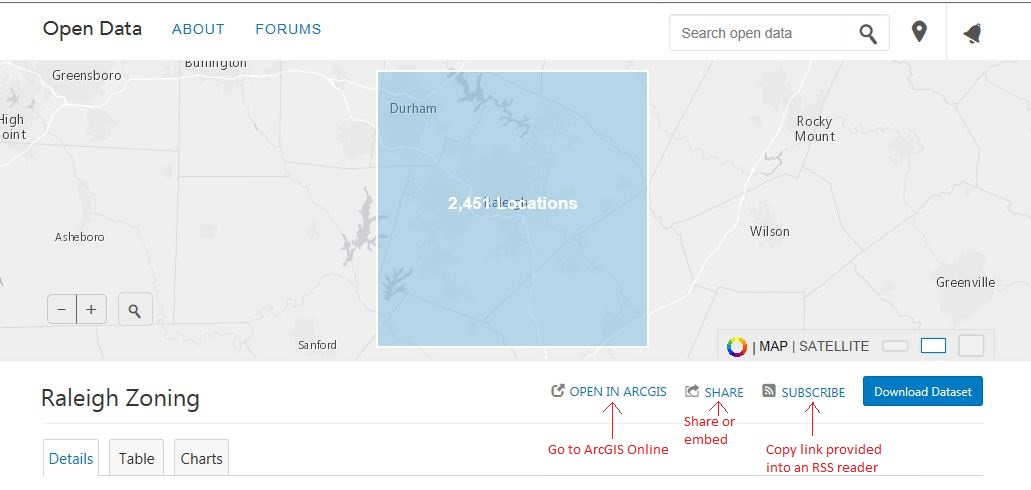 Open Data ABOUT FORUMS Search open data
Burlington
Greensboro
Durham
High
Point
Rocky
Mount
2,451 Locations
Raleigh
Wilson
Asheboro
Greenville
− +
Sanford
| MAP | SATELLITE
Raleigh Zoning
OPEN IN ARCGIS SHARE SUBSCRIBE Download Dataset
Go to ArcGIS Online
Share or
embed
Copy link provided
into an RSS reader
Details Table Charts